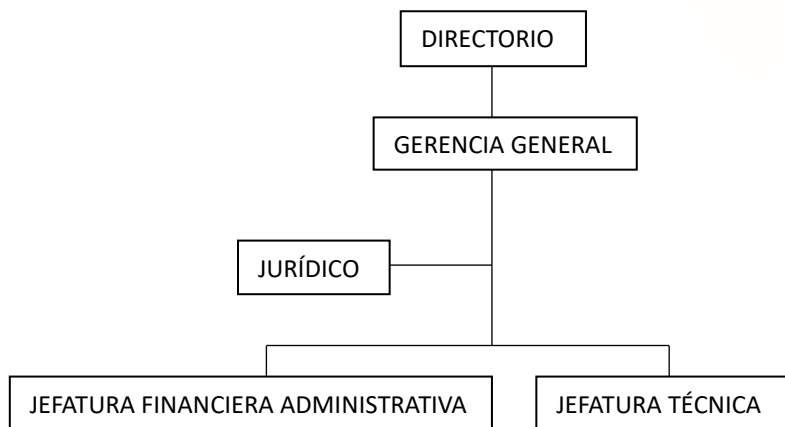 DIRECTORIO
GERENCIA GENERAL
JURÍDICO
JEFATURA FINANCIERA ADMINISTRATIVA
JEFATURA TÉCNICA